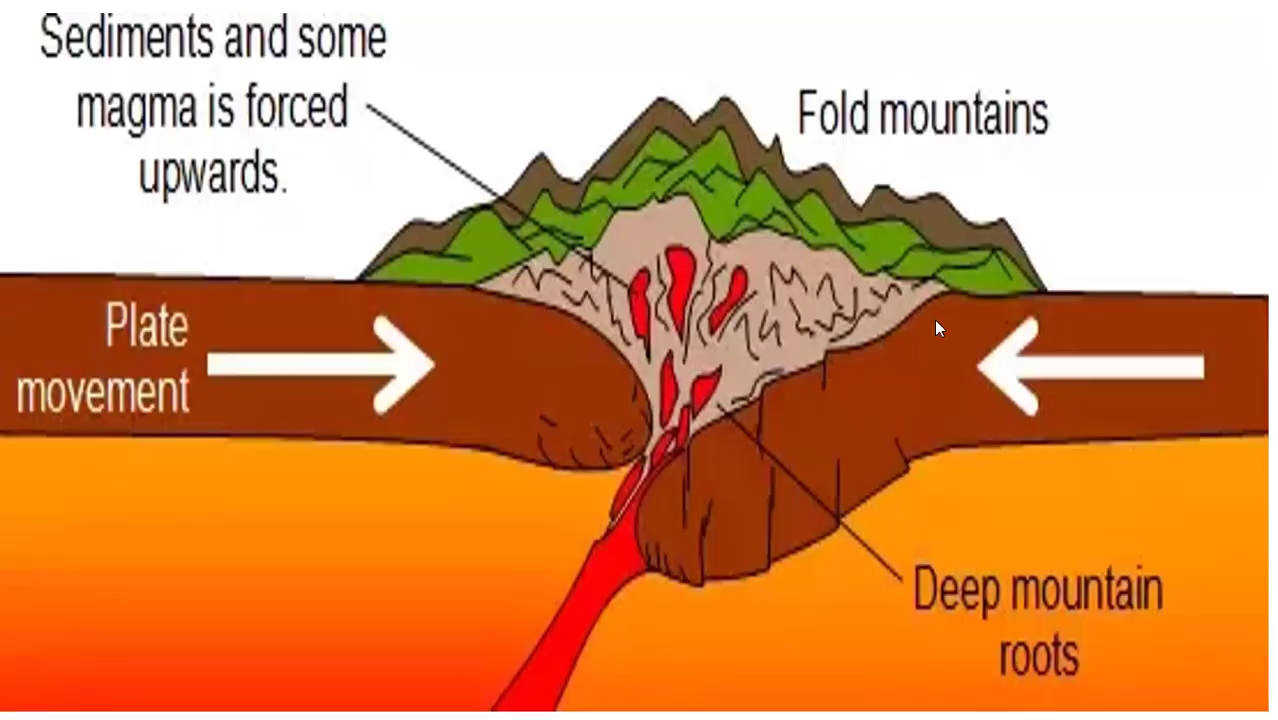 Sediments and some
magma is forced
upwards.
Fold mountains
Plate
movement
Deep mountain
roots